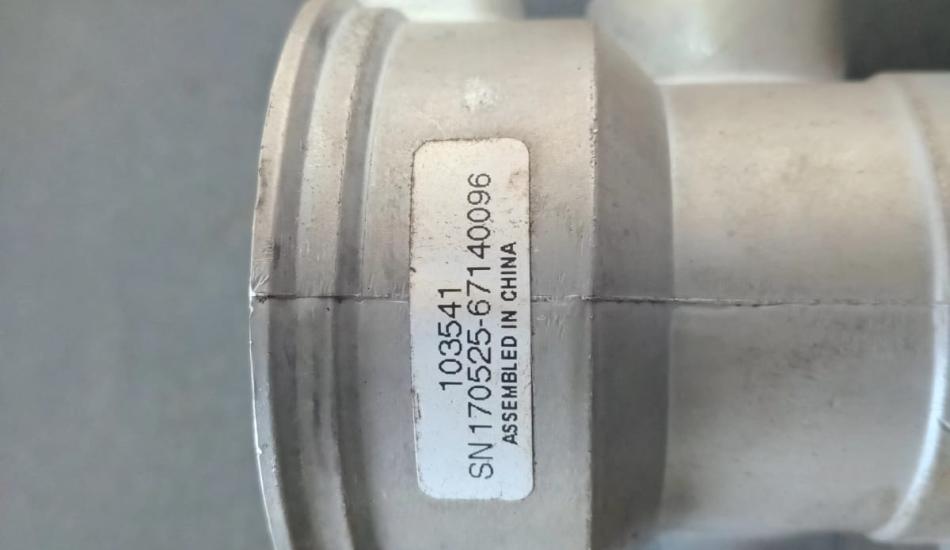 103541
SN170525-67140096
ASSEMBLED IN CHINA